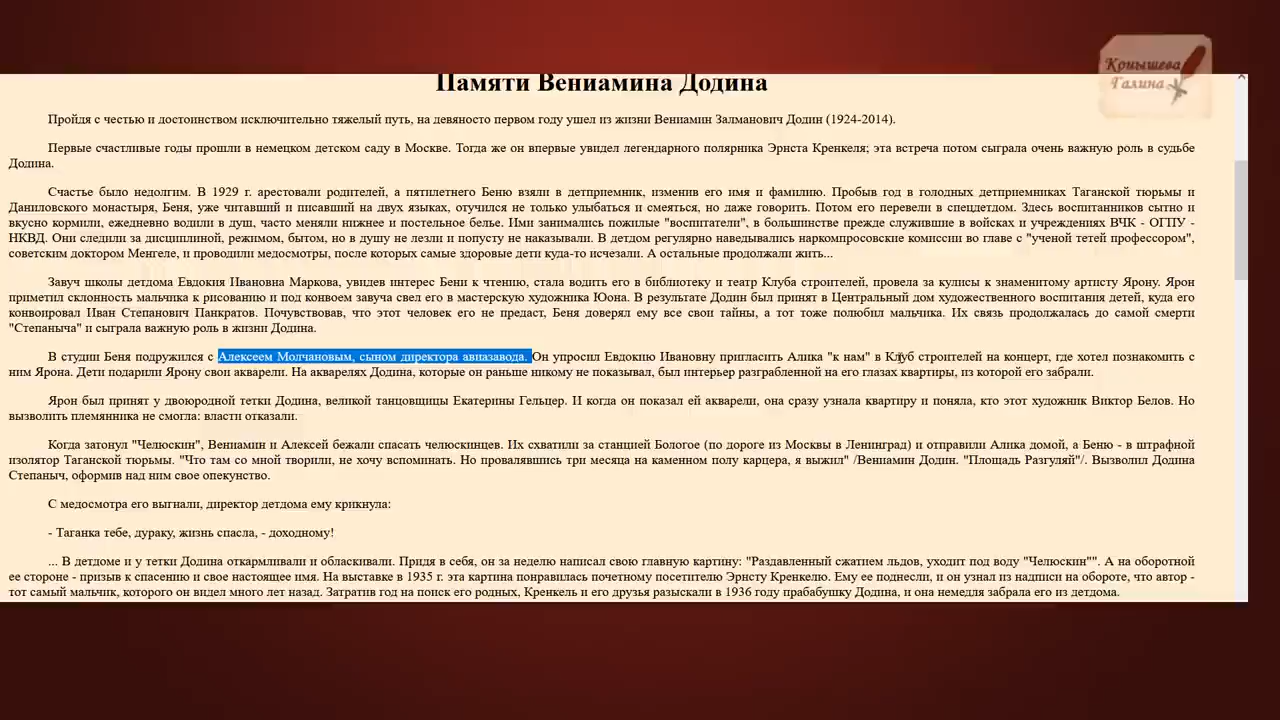 Конышева
Галина
Памяти Вениамина Додина
Пройдя с честью и достоинством исключительно тяжелый путь, на девяносто первом году ушел из жизни Вениамин Залманович Додин (1924-2014).
Первые счастливые годы прошли в немецком детском саду в Москве. Тогда же он впервые увидел легендарного полярника Эрнста Кренкеля; эта встреча потом сыграла очень важную роль в судьбе
Додина.
Счастье было недолгим. В 1929 г. арестовали родителей, а пятилетнего Беню взяли в детприемник, изменив его имя и фамилию. Пробыв год в голодных детприемниках Таганской тюрьмы и
Даниловского монастыря, Беня, уже читавший и писавший на двух языках, отучился не только улыбаться и смеяться, но даже говорить. Потом его перевели в спецдетдом. Здесь воспитанников сытно и
вкусно кормили, ежедневно водили в душ, часто меняли нижнее и постельное белье. Ими занимались пожилые "воспитатели", в большинстве прежде служившие в войсках и учреждениях ВЧК - ОГПУ -
НКВД. Они следили за дисциплиной, режимом, бытом, но в душу не лезли и попусту не наказывали. В детдом регулярно наведывались наркомпросовские комиссии во главе с "ученой тетей профессором",
советским доктором Менгеле, и проводили медосмотры, после которых самые здоровые дети куда-то исчезали. А остальные продолжали жить...
Завуч школы детдома Евдокия Ивановна Маркова, увидев интерес Бени к чтению, стала водить его в библиотеку и театр Клуба строителей, провела за кулисы к знаменитому артисту Ярону. Ярон
приметил склонность мальчика к рисованию и под конвоем завуча свел его в мастерскую художника Юона. В результате Додин был принят в Центральный дом художественного воспитания детей, куда его
конвоировал Иван Степанович Панкратов. Почувствовав, что этот человек его не предаст, Беня доверял ему все свои тайны, а тот тоже полюбил мальчика. Их связь продолжалась до самой смерти
"Степаныча" и сыграла важную роль в жизни Додина.
В студии Беня подружился с Алексеем Молчановым, сыном директора авиазавода. Он упросил Евдокию Ивановну пригласить Алика "к нам" в Клуб строителей на концерт, где хотел познакомить с
ним Ярона. Дети подарили Ярону свои акварели. На акварелях Додина, которые он раньше никому не показывал, был интерьер разграбленной на его глазах квартиры, из которой его забрали.
Ярон был принят у двоюродной тетки Додина, великой танцовщицы Екатерины Гельцер. И когда он показал ей акварели, она сразу узнала квартиру и поняла, кто этот художник Виктор Белов. Но
вызволить племянника не смогла: власти отказали.
Когда затонул "Челюскин", Вениамин и Алексей бежали спасать челюскинцев. Их схватили за станцией Бологое (по дороге из Москвы в Ленинград) и отправили Алика домой, а Беню - в штрафной
изолятор Таганской тюрьмы. "Что там со мной творили, не хочу вспоминать. Но провалявшись три месяца на каменном полу карцера, я выжил" /Вениамин Додин. "Площадь Разгуляй"/. Вызволил Додина
Степаныч, оформив над ним свое опекунство.
С медосмотра его выгнали, директор детдома ему крикнула:
- Таганка тебе, дураку, жизнь спасла, - доходному!
... В детдоме и у тетки Додина откармливали и обласкивали. Придя в себя, он за неделю написал свою главную картину: "Раздавленный сжатием льдов, уходит под воду "Челюскин"". А на оборотной
ее стороне - призыв к спасению и свое настоящее имя. На выставке в 1935 г. эта картина понравилась почетному посетителю Эрнсту Кренкелю. Ему ее поднесли, и он узнал из надписи на обороте, что автор -
тот самый мальчик, которого он видел много лет назад. Затратив год на поиск его родных, Кренкель и его друзья разыскали в 1936 году прабабушку Додина, и она немедля забрала его из детдома.